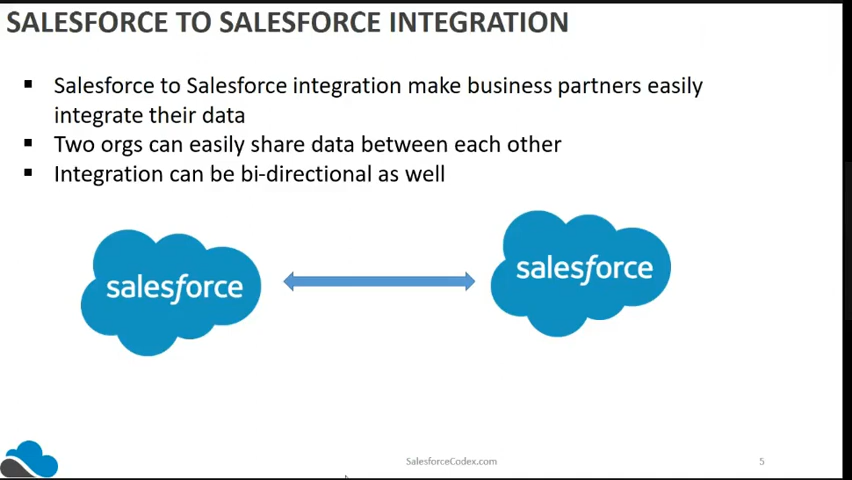 SALESFORCE TO SALESFORCE INTEGRATION
▪ Salesforce to Salesforce integration make business partners easily
integrate their data
▪ Two orgs can easily share data between each other
▪ Integration can be bi-directional as well
salesforce
salesforce
SalesforceCodex.com
5